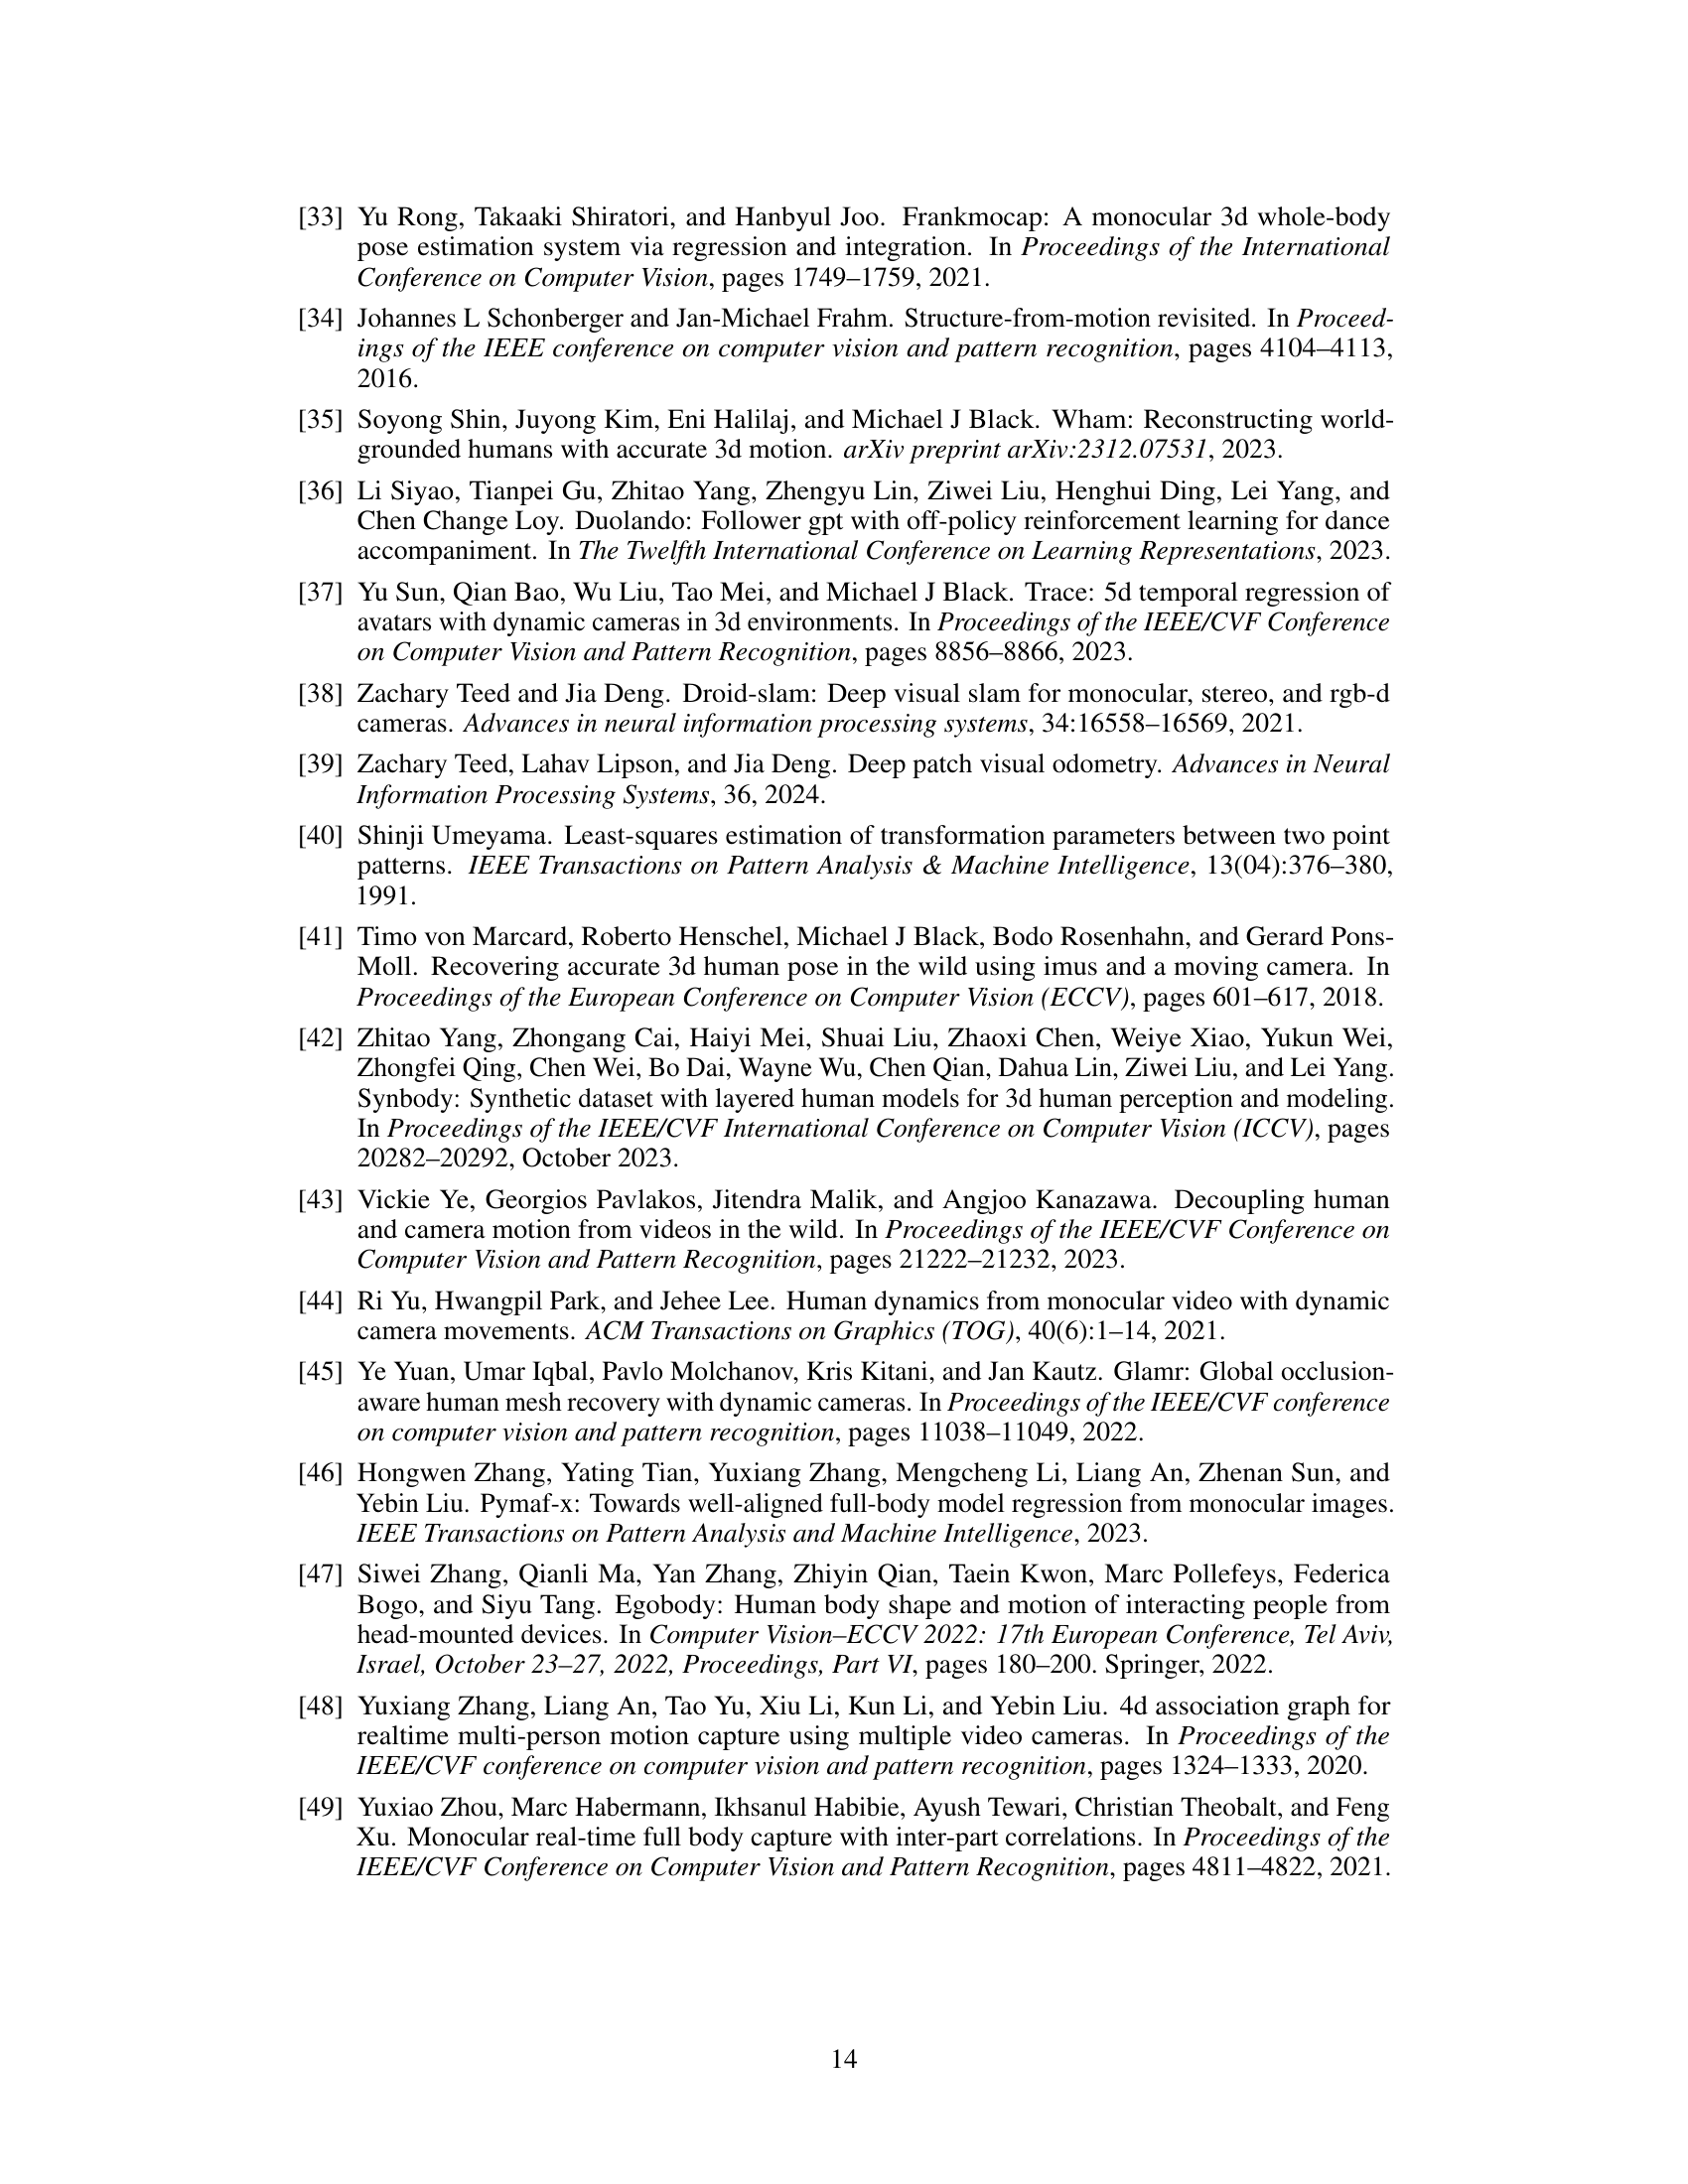 [33] Yu Rong, Takaaki Shiratori, and Hanbyul Joo. Frankmocap: A monocular 3d whole-body
pose estimation system via regression and integration. In Proceedings of the International
Conference on Computer Vision, pages 1749–1759, 2021.
[34] Johannes L Schonberger and Jan-Michael Frahm. Structure-from-motion revisited. In Proceed-
ings of the IEEE conference on computer vision and pattern recognition, pages 4104–4113,
2016.
[35] Soyong Shin, Juyong Kim, Eni Halilaj, and Michael J Black. Wham: Reconstructing world-
grounded humans with accurate 3d motion. arXiv preprint arXiv:2312.07531, 2023.
[36] Li Siyao, Tianpei Gu, Zhitao Yang, Zhengyu Lin, Ziwei Liu, Henghui Ding, Lei Yang, and
Chen Change Loy. Duolando: Follower gpt with off-policy reinforcement learning for dance
accompaniment. In The Twelfth International Conference on Learning Representations, 2023.
[37] Yu Sun, Qian Bao, Wu Liu, Tao Mei, and Michael J Black. Trace: 5d temporal regression of
avatars with dynamic cameras in 3d environments. In Proceedings of the IEEE/CVF Conference
on Computer Vision and Pattern Recognition, pages 8856–8866, 2023.
[38] Zachary Teed and Jia Deng. Droid-slam: Deep visual slam for monocular, stereo, and rgb-d
cameras. Advances in neural information processing systems, 34:16558–16569, 2021.
[39] Zachary Teed, Lahav Lipson, and Jia Deng. Deep patch visual odometry. Advances in Neural
Information Processing Systems, 36, 2024.
[40] Shinji Umeyama. Least-squares estimation of transformation parameters between two point
patterns. IEEE Transactions on Pattern Analysis & Machine Intelligence, 13(04):376–380,
1991.
[41] Timo von Marcard, Roberto Henschel, Michael J Black, Bodo Rosenhahn, and Gerard Pons-
Moll. Recovering accurate 3d human pose in the wild using imus and a moving camera. In
Proceedings of the European Conference on Computer Vision (ECCV), pages 601–617, 2018.
[42] Zhitao Yang, Zhongang Cai, Haiyi Mei, Shuai Liu, Zhaoxi Chen, Weiye Xiao, Yukun Wei,
Zhongfei Qing, Chen Wei, Bo Dai, Wayne Wu, Chen Qian, Dahua Lin, Ziwei Liu, and Lei Yang.
Synbody: Synthetic dataset with layered human models for 3d human perception and modeling.
In Proceedings of the IEEE/CVF International Conference on Computer Vision (ICCV), pages
20282–20292, October 2023.
[43] Vickie Ye, Georgios Pavlakos, Jitendra Malik, and Angjoo Kanazawa. Decoupling human
and camera motion from videos in the wild. In Proceedings of the IEEE/CVF Conference on
Computer Vision and Pattern Recognition, pages 21222–21232, 2023.
[44] Ri Yu, Hwangpil Park, and Jehee Lee. Human dynamics from monocular video with dynamic
camera movements. ACM Transactions on Graphics (TOG), 40(6):1–14, 2021.
[45] Ye Yuan, Umar Iqbal, Pavlo Molchanov, Kris Kitani, and Jan Kautz. Glamr: Global occlusion-
aware human mesh recovery with dynamic cameras. In Proceedings of the IEEE/CVF conference
on computer vision and pattern recognition, pages 11038–11049, 2022.
[46] Hongwen Zhang, Yating Tian, Yuxiang Zhang, Mengcheng Li, Liang An, Zhenan Sun, and
Yebin Liu. Pymaf-x: Towards well-aligned full-body model regression from monocular images.
IEEE Transactions on Pattern Analysis and Machine Intelligence, 2023.
[47] Siwei Zhang, Qianli Ma, Yan Zhang, Zhiyin Qian, Taein Kwon, Marc Pollefeys, Federica
Bogo, and Siyu Tang. Egobody: Human body shape and motion of interacting people from
head-mounted devices. In Computer Vision–ECCV 2022: 17th European Conference, Tel Aviv,
Israel, October 23–27, 2022, Proceedings, Part VI, pages 180–200. Springer, 2022.
[48] Yuxiang Zhang, Liang An, Tao Yu, Xiu Li, Kun Li, and Yebin Liu. 4d association graph for
realtime multi-person motion capture using multiple video cameras. In Proceedings of the
IEEE/CVF conference on computer vision and pattern recognition, pages 1324–1333, 2020.
[49] Yuxiao Zhou, Marc Habermann, Ikhsanul Habibie, Ayush Tewari, Christian Theobalt, and Feng
Xu. Monocular real-time full body capture with inter-part correlations. In Proceedings of the
IEEE/CVF Conference on Computer Vision and Pattern Recognition, pages 4811–4822, 2021.
14